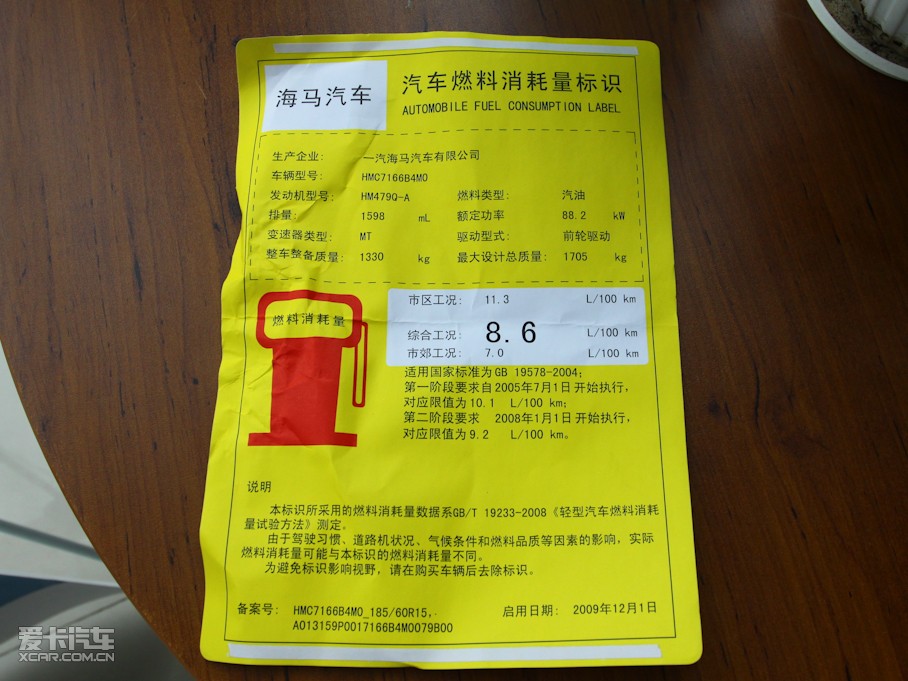 海马汽车
汽车燃料消耗量标识
AUTOMOBILE FUEL CONSUMPTION LABEL
生产企业: 一汽海马汽车有限公司
车辆型号: HMC7166B4M0
发动机型号: HM479Q-A 燃料类型: 汽油
排量: 1598 mL 额定功率 88.2 kW
变速器类型: MT 驱动型式: 前轮驱动
整车整备质量: 1330 kg 最大设计总质量: 1705 kg
燃料消耗量
市区工况: 11.3 L/100 km
综合工况: 8.6 L/100 km
市郊工况: 7.0 L/100 km
适用国家标准为GB 19578-2004;
第一阶段要求自2005年7月1日开始执行,
对应限值为10.1 L/100 km;
第二阶段要求 2008年1月1日开始执行,
对应限值为9.2 L/100 km。
说明
本标识所采用的燃料消耗量数据系GB/T 19233-2008《轻型汽车燃料消耗
量试验方法》测定。
由于驾驶习惯、道路机状况、气候条件和燃料品质等因素的影响,实际
燃料消耗量可能与本标识的燃料消耗量不同。
为避免标识影响视野,请在购买车辆后去除标识。
备案号: HMC7166B4M0_185/60R15,.
A013159P0017166B4M0079B00
启用日期: 2009年12月1日
爱卡汽车
XCAR.COM.CN